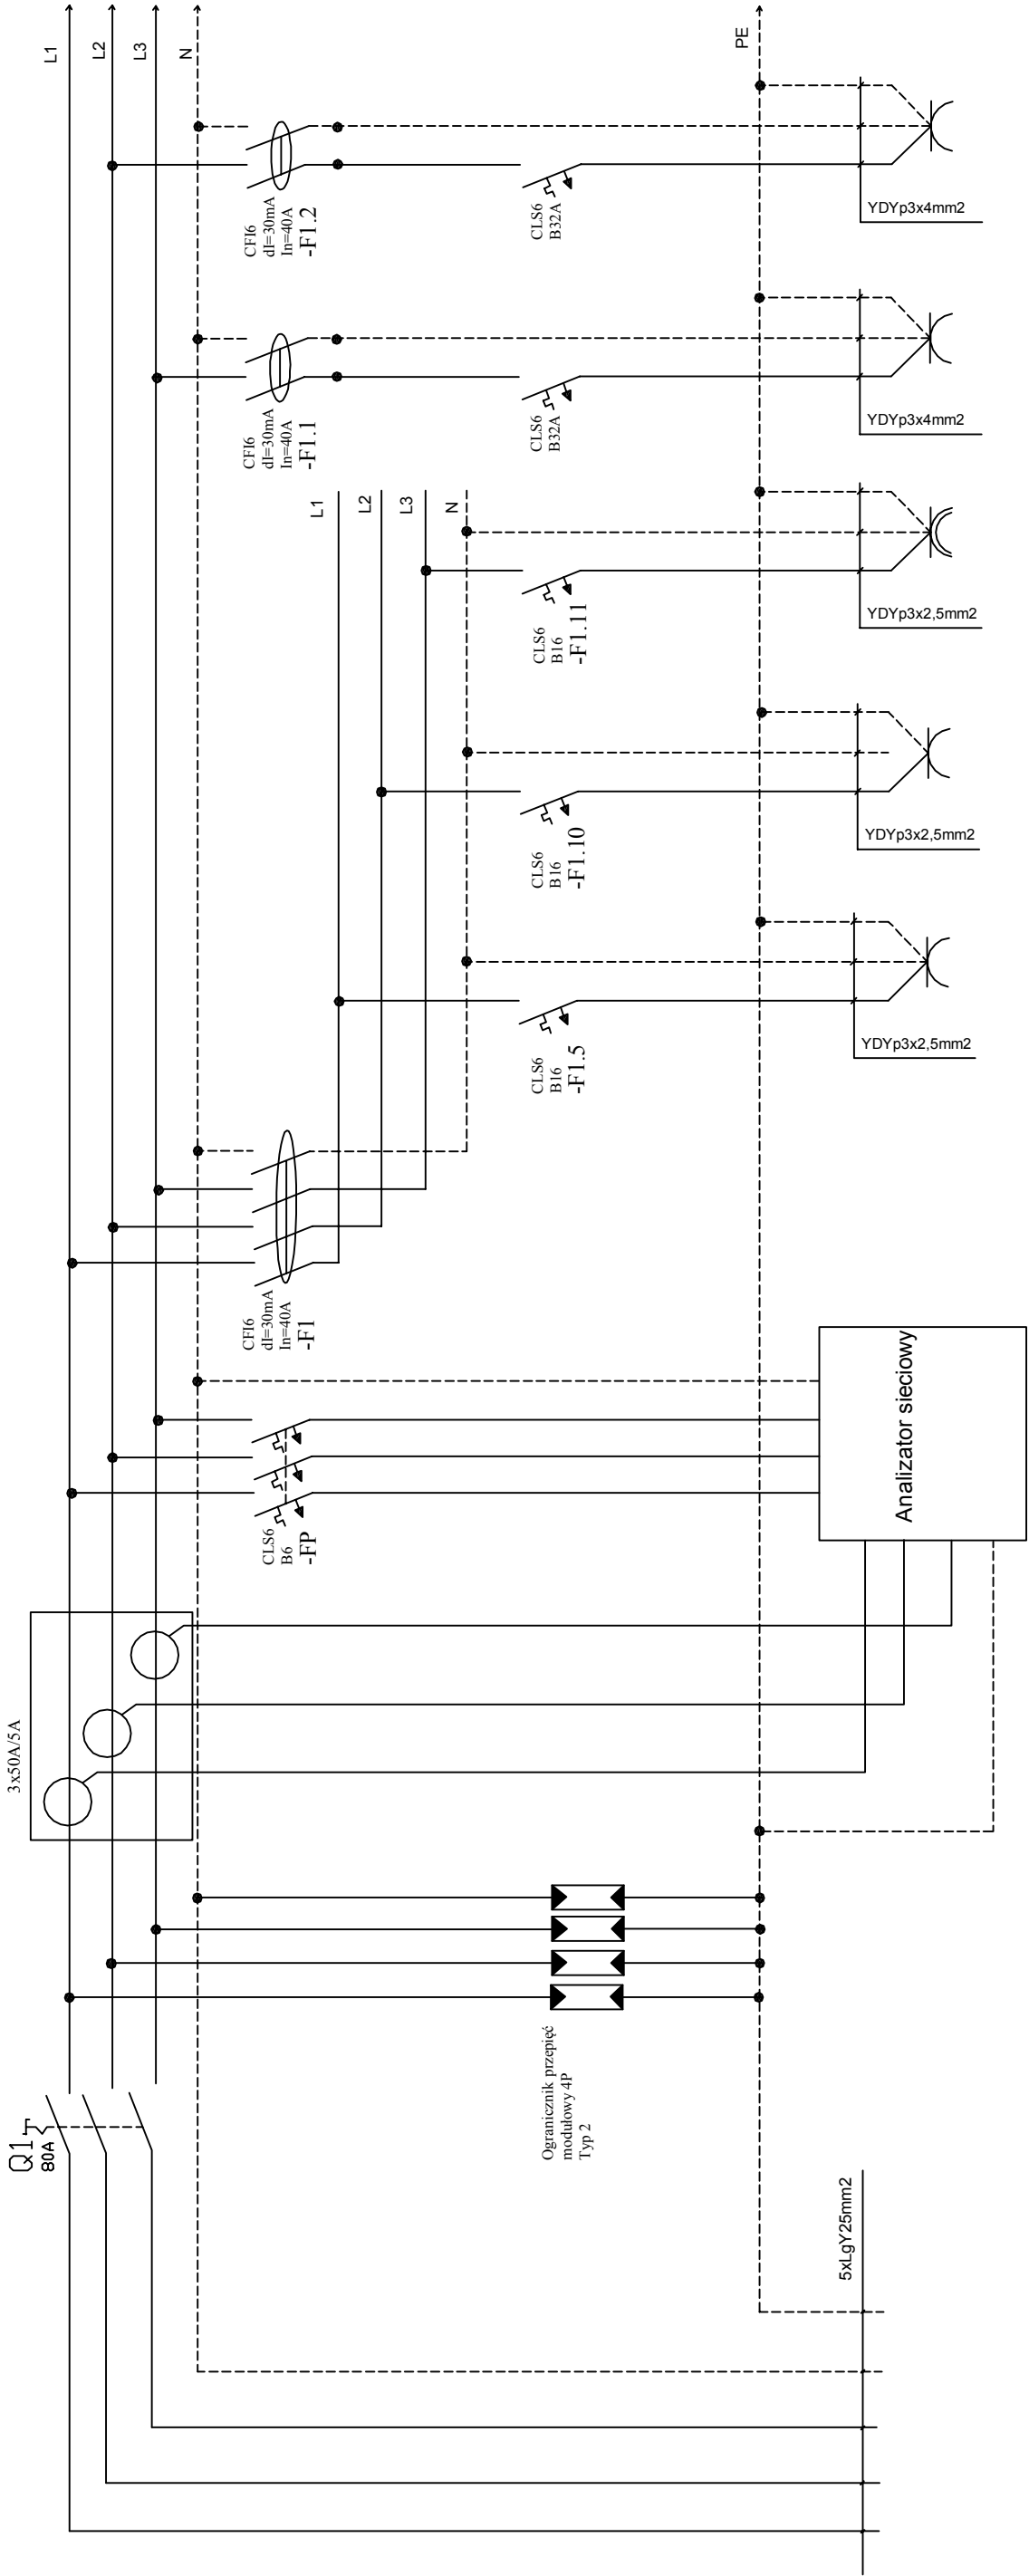 Q1
80A
5xLgY25mm2
Ogranicznik przepięć
modułowy 4P
Typ 2
3x50A/5A
CLS6
B6
-FP
Analizator sieciowy
CFI6
dI=30mA
In=40A
-F1
CLS6
B16
-F1.5
YDYp3x2,5mm2
CLS6
B16
-F1.10
YDYp3x2,5mm2
CLS6
B16
-F1.11
YDYp3x2,5mm2
L1
L2
L3
N
CFI6
dI=30mA
In=40A
-F1.1
CLS6
B32A
YDYp3x4mm2
CFI6
dI=30mA
In=40A
-F1.2
CLS6
B32A
YDYp3x4mm2
L1
L2
L3
N
PE